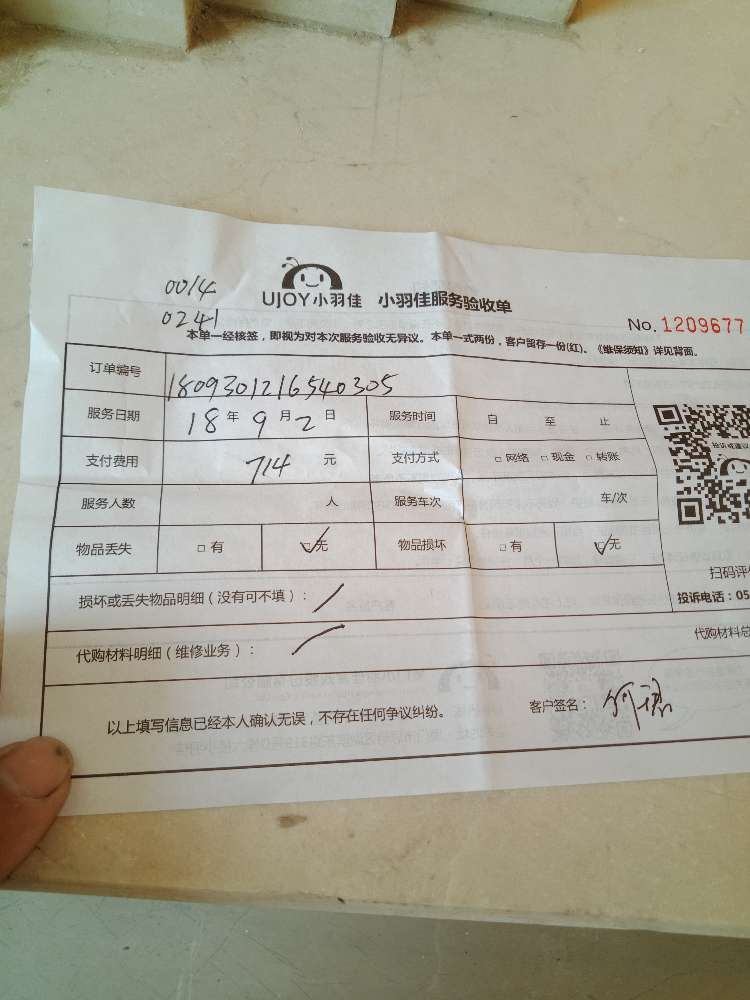 0014
0241
UJOY小羽佳 小羽佳服务验收单
No. 1209677
本单一经核签，即视为对本次服务验收无异议。本单一式两份，客户留存一份(红)。《维保须知》详见背面。
订单编号 1809301216540305
服务日期 18 年 9 月 2 日 服务时间 自 至 止
支付费用 714 元 支付方式 □ 网络 □ 现金 □ 转账
投诉或建议
服务人数 人 服务车次 车/次
物品丢失 □ 有 □ 无 物品损坏 □ 有 □ 无
扫码评
损坏或丢失物品明细（没有可不填）： /
投诉电话：05
代购材料明细（维修业务）： /
代购材料总
以上填写信息已经本人确认无误，不存在任何争议纠纷。 客户签名：